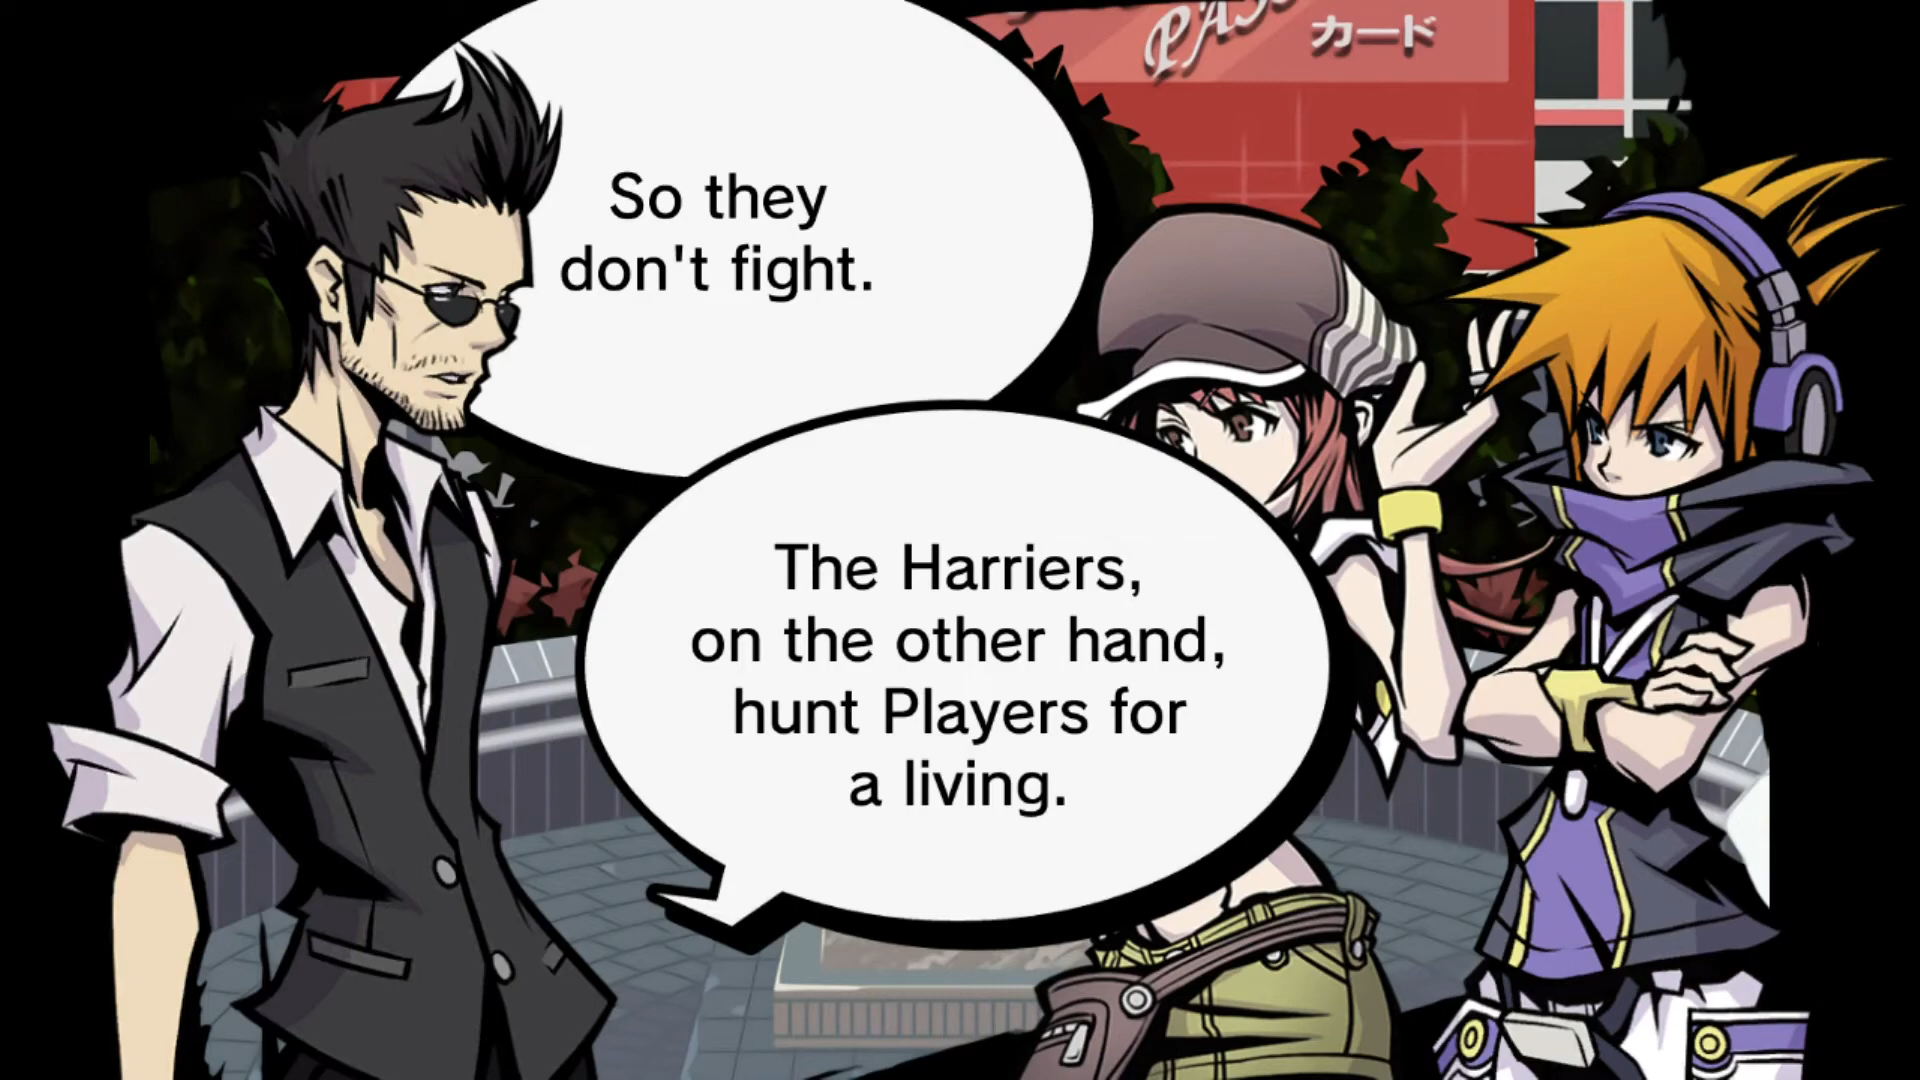 カード
So they
don't fight.
The Harriers,
on the other hand,
hunt Players for
a living.